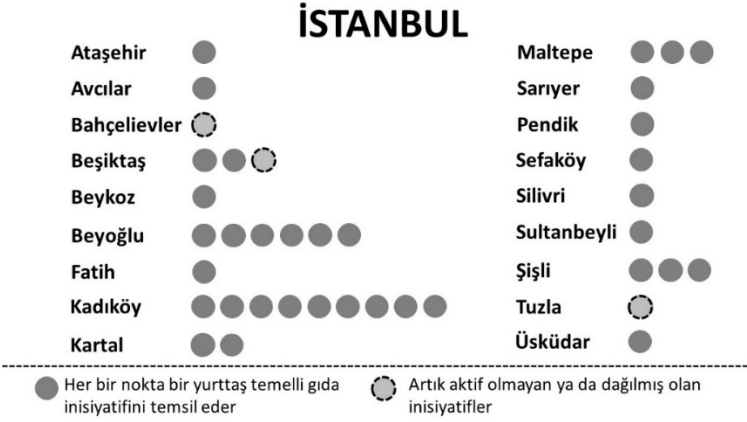 İSTANBUL
Ataşehir
Avcılar
Bahçelievler
Beşiktaş
Beykoz
Beyoğlu
Fatih
Kadıköy
Kartal
Maltepe
Sarıyer
Pendik
Sefaköy
Silivri
Sultanbeyli
Şişli
Tuzla
Üsküdar
Her bir nokta bir yurttaş temelli gıda
inisiyatifini temsil eder
Artık aktif olmayan ya da dağılmış olan
inisiyatifler